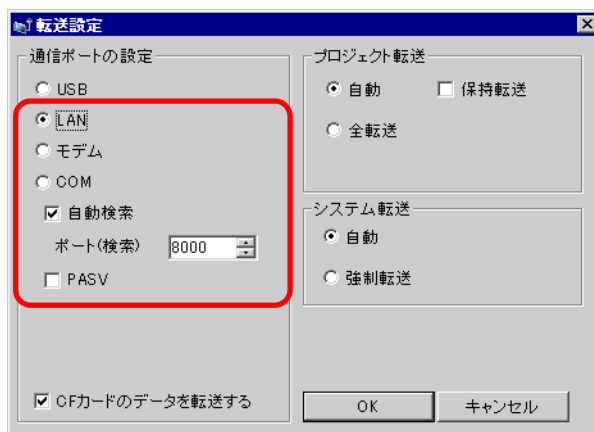 転送設定
通信ポートの設定
USB
LAN
モデム
COM
自動検索
ポート(検索) 8000
PASV
CFカードのデータを転送する
プロジェクト転送
自動 保持転送
全転送
システム転送
自動
強制転送
OK キャンセル